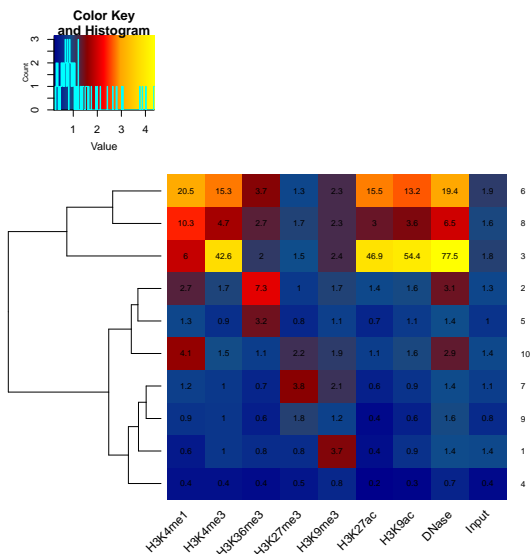 Color Key
and Histogram
Count
0 1 2 3
1 2 3 4
Value
20.5 15.3 3.7 1.3 2.3 15.5 13.2 19.4 1.9 6
10.3 4.7 2.7 1.7 2.3 3 3.6 6.5 1.6 8
6 42.6 2 1.5 2.4 46.9 54.4 77.5 1.8 3
2.7 1.7 7.3 1 1.7 1.4 1.6 3.1 1.3 2
1.3 0.9 3.2 0.8 1.1 0.7 1.1 1.4 1 5
4.1 1.5 1.1 2.2 1.9 1.1 1.6 2.9 1.4 10
1.2 1 0.7 3.8 2.1 0.6 0.9 1.4 1.1 7
0.9 1 0.6 1.8 1.2 0.4 0.6 1.6 0.8 9
0.6 1 0.8 0.8 3.7 0.4 0.9 1.4 1.4 1
0.4 0.4 0.4 0.5 0.8 0.7 0.4 4
H3K4me1 H3K4me3 H3K36me3 H3K27me3 H3K9me3 H3K27ac H3K9ac DNase Input